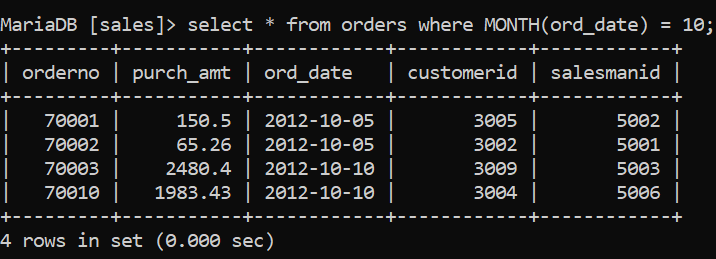 MariaDB [sales]> select * from orders where MONTH(ord_date) = 10;
+---------+-----------+------------+------------+------------+
| orderno | purch_amt | ord_date   | customerid | salesmanid |
+---------+-----------+------------+------------+------------+
|   70001 |     150.5 | 2012-10-05 |       3005 |       5002 |
|   70002 |     65.26 | 2012-10-05 |       3002 |       5001 |
|   70003 |    2480.4 | 2012-10-10 |       3009 |       5003 |
|   70010 |   1983.43 | 2012-10-10 |       3004 |       5006 |
+---------+-----------+------------+------------+------------+
4 rows in set (0.000 sec)